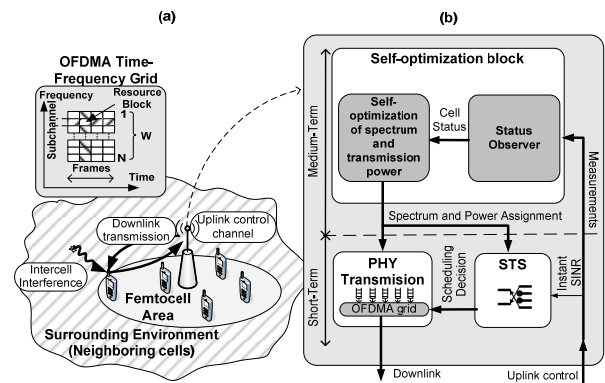 (a)
OFDMA Time-
Frequency Grid
Frequency
Resource
Block
Subchannel
1
W
N
Frames
Time
Downlink
transmission
Uplink control
channel
Intercell
Interference
Femtocell
Area
Surrounding Environment
(Neighboring cells)
(b)
Self-optimization block
Medium-Term
Self-
optimization
of spectrum
and
transmission
power
Cell
Status
Status
Observer
Measurements
Spectrum and Power Assignment
Short-Term
PHY
Transmision
OFDMA grid
Scheduling
Decision
STS
Instant
SINR
Downlink
Uplink control